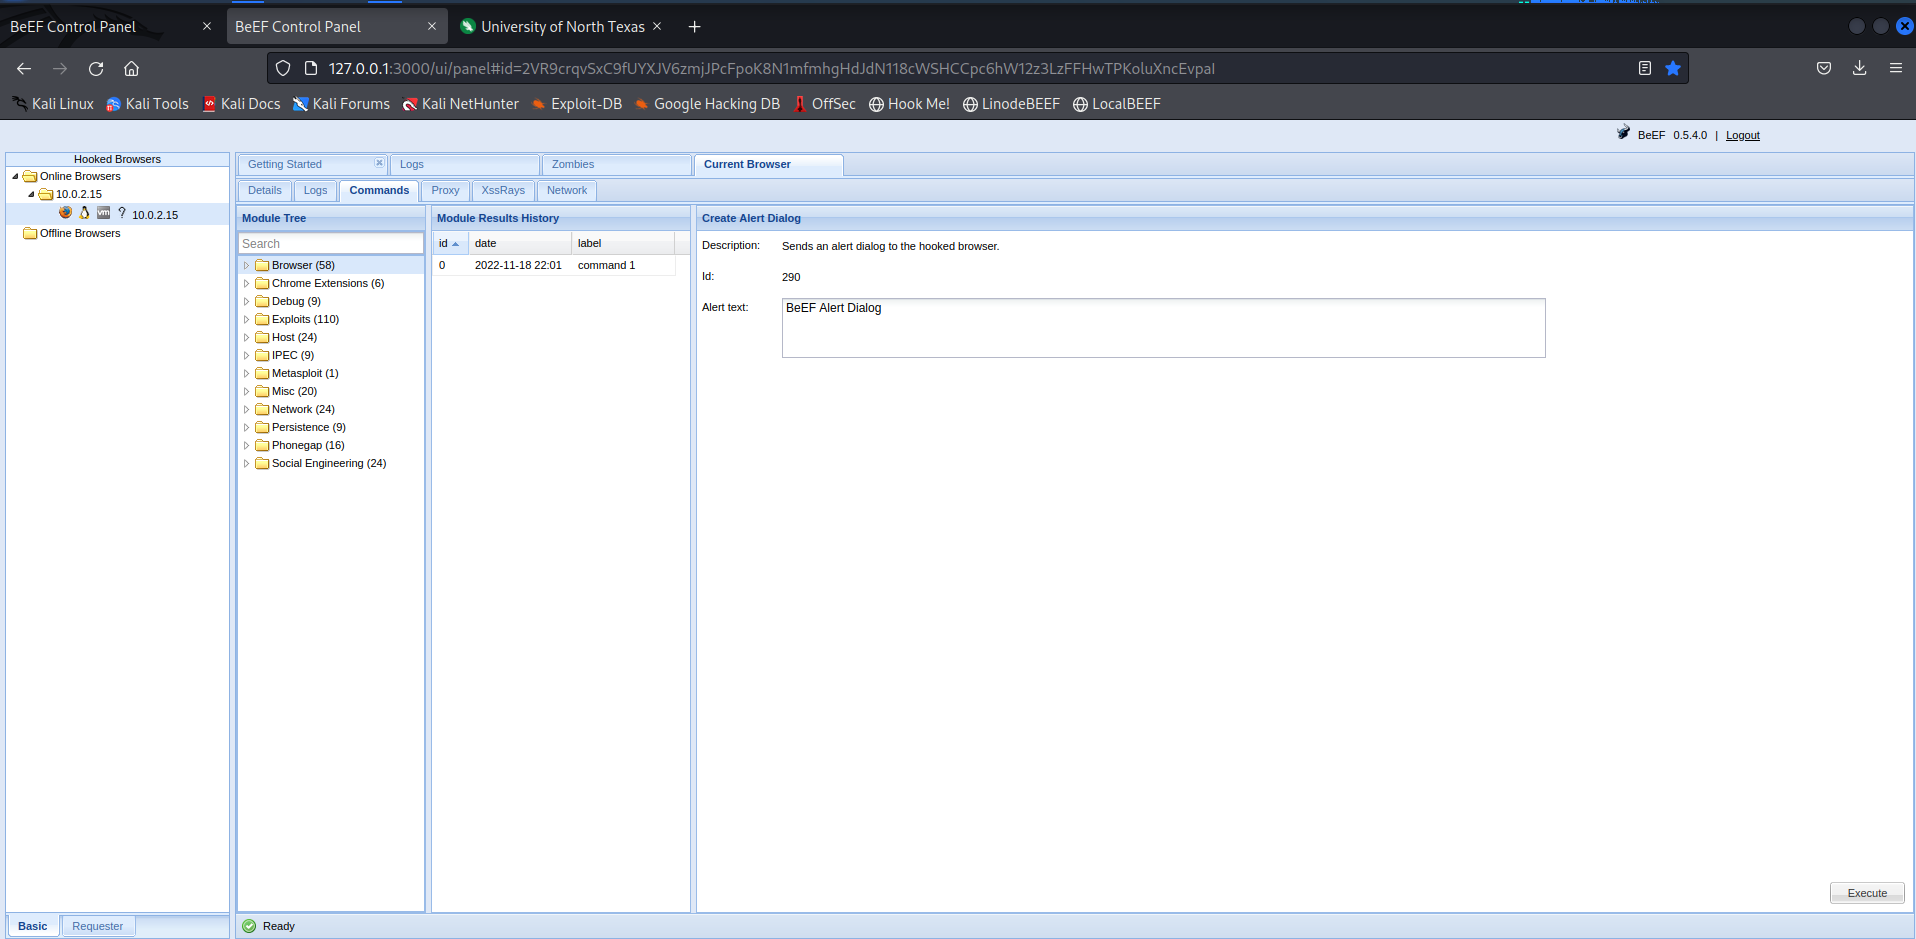 BeEF Control Panel
BeEF Control Panel
University of North Texas
127.0.0.1:3000/ui/panel#id=2VR9crqvSxC9fUYXJV6zmjJPcFpoK8N1mfmhgHdJdN118cWSHCCpc6hW12z3LzFFHwTPKoluXncEvpal
Kali Linux Kali Tools Kali Docs Kali Forums Kali NetHunter Exploit-DB Google Hacking DB OffSec Hook Me! LinodeBEEF LocalBEEF
BeEF 0.5.4.0 | Logout
Hooked Browsers
Online Browsers
10.0.2.15
vm ? 10.0.2.15
Offline Browsers
Getting Started Logs Zombies Current Browser
Details Logs Commands Proxy XssRays Network
Module Tree
Search
Browser (58)
Chrome Extensions (6)
Debug (9)
Exploits (110)
Host (24)
IPEC (9)
Metasploit (1)
Misc (20)
Network (24)
Persistence (9)
Phonegap (16)
Social Engineering (24)
Module Results History
id date label
0 2022-11-18 22:01 command 1
Create Alert Dialog
Description: Sends an alert dialog to the hooked browser.
Id: 290
Alert text: BeEF Alert Dialog
Execute
Basic Requester
Ready